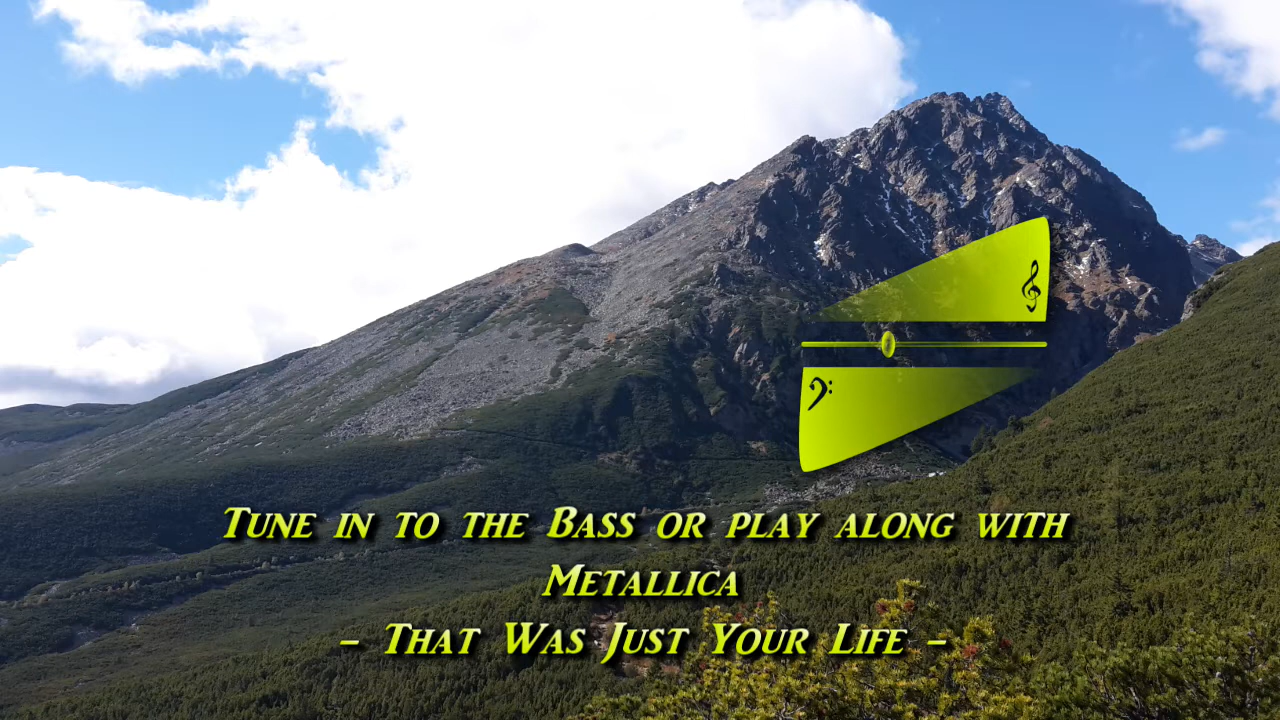 Tune in to the Bass or play along with
Metallica
- That Was Just Your Life -